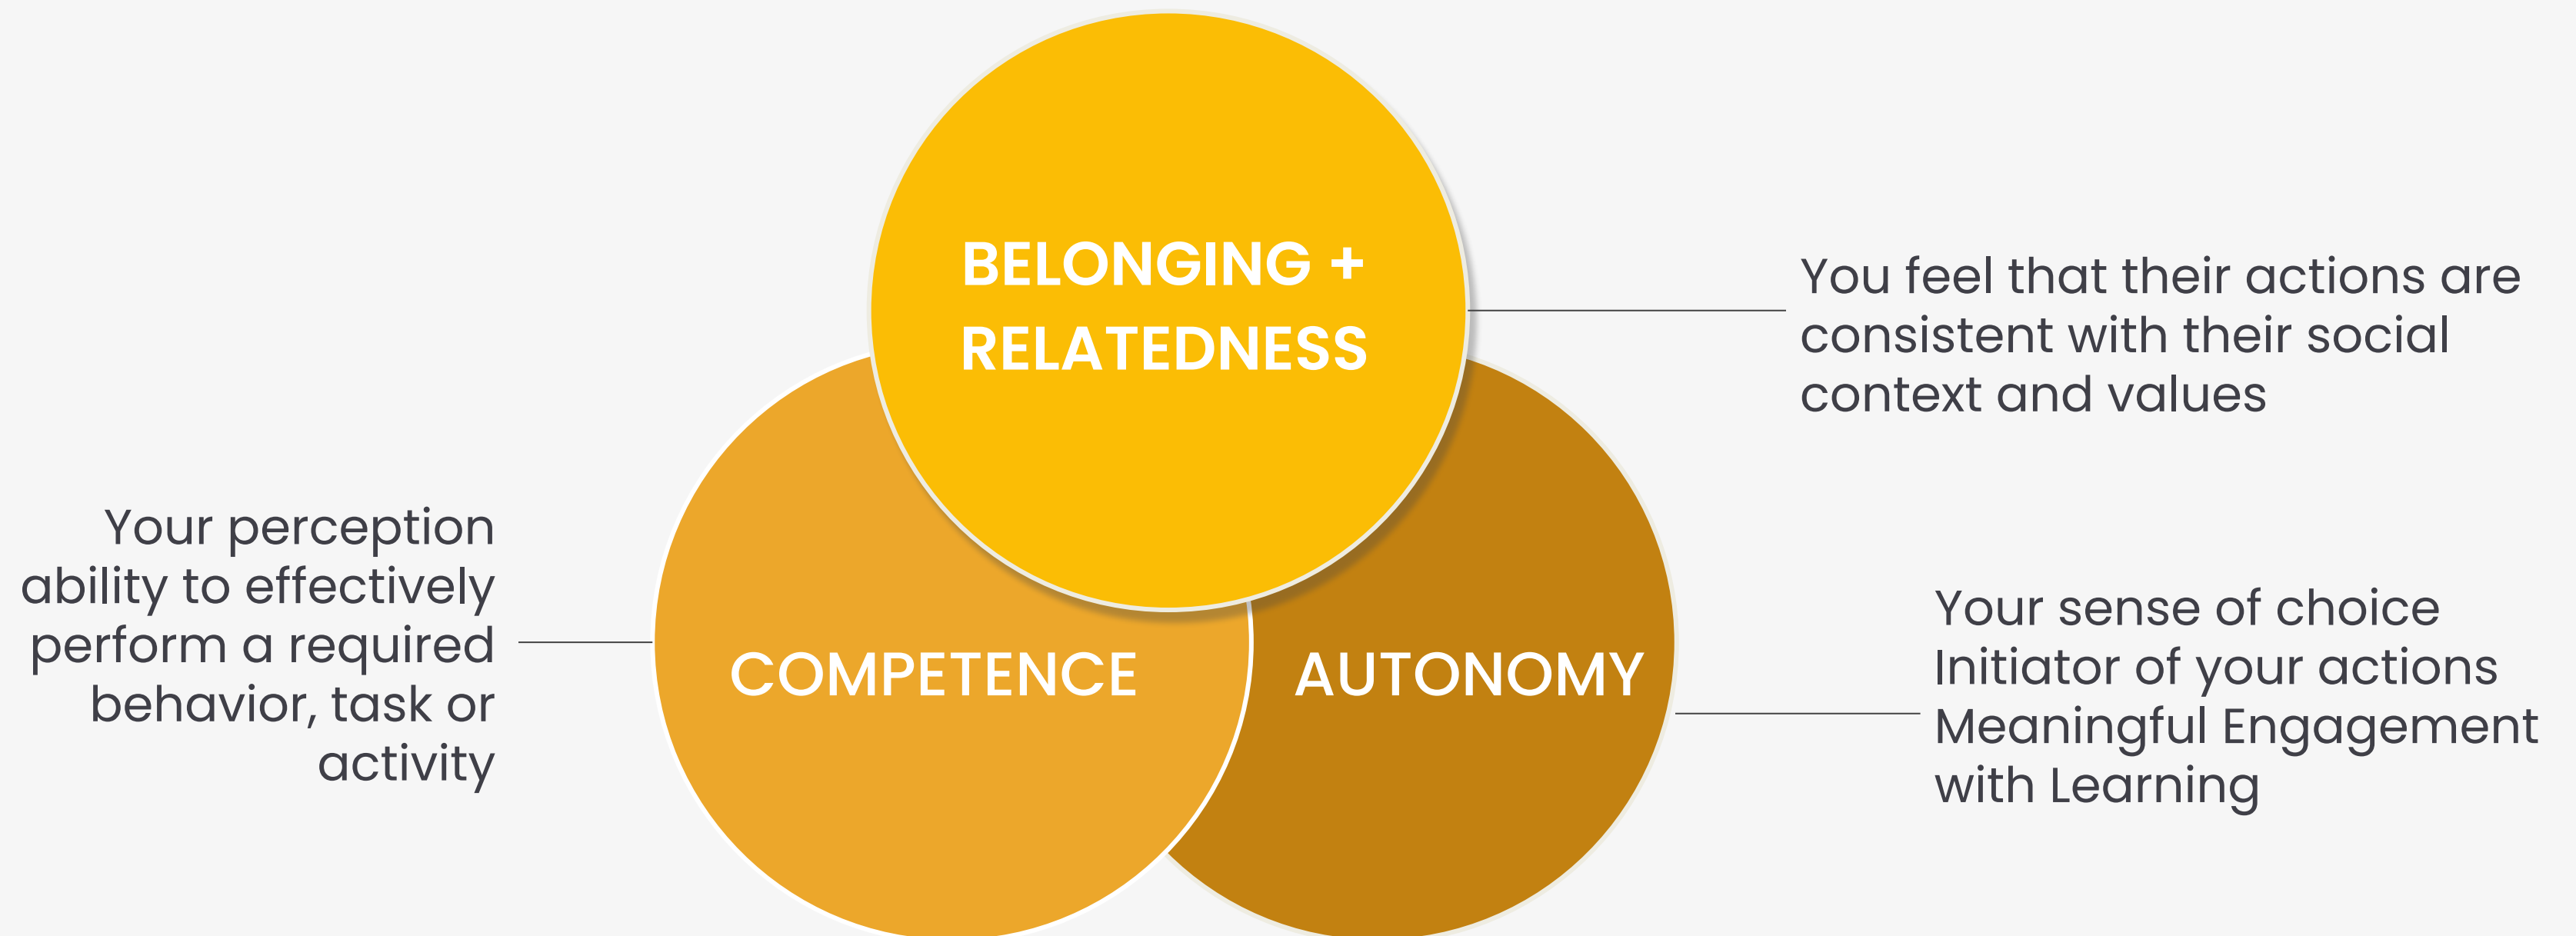 BELONGING +
RELATEDNESS
You feel that their actions are
consistent with their social
context and values
Your perception
ability to effectively
perform a required
behavior, task or
activity
COMPETENCE
AUTONOMY
Your sense of choice
Initiator of your actions
Meaningful Engagement
with Learning